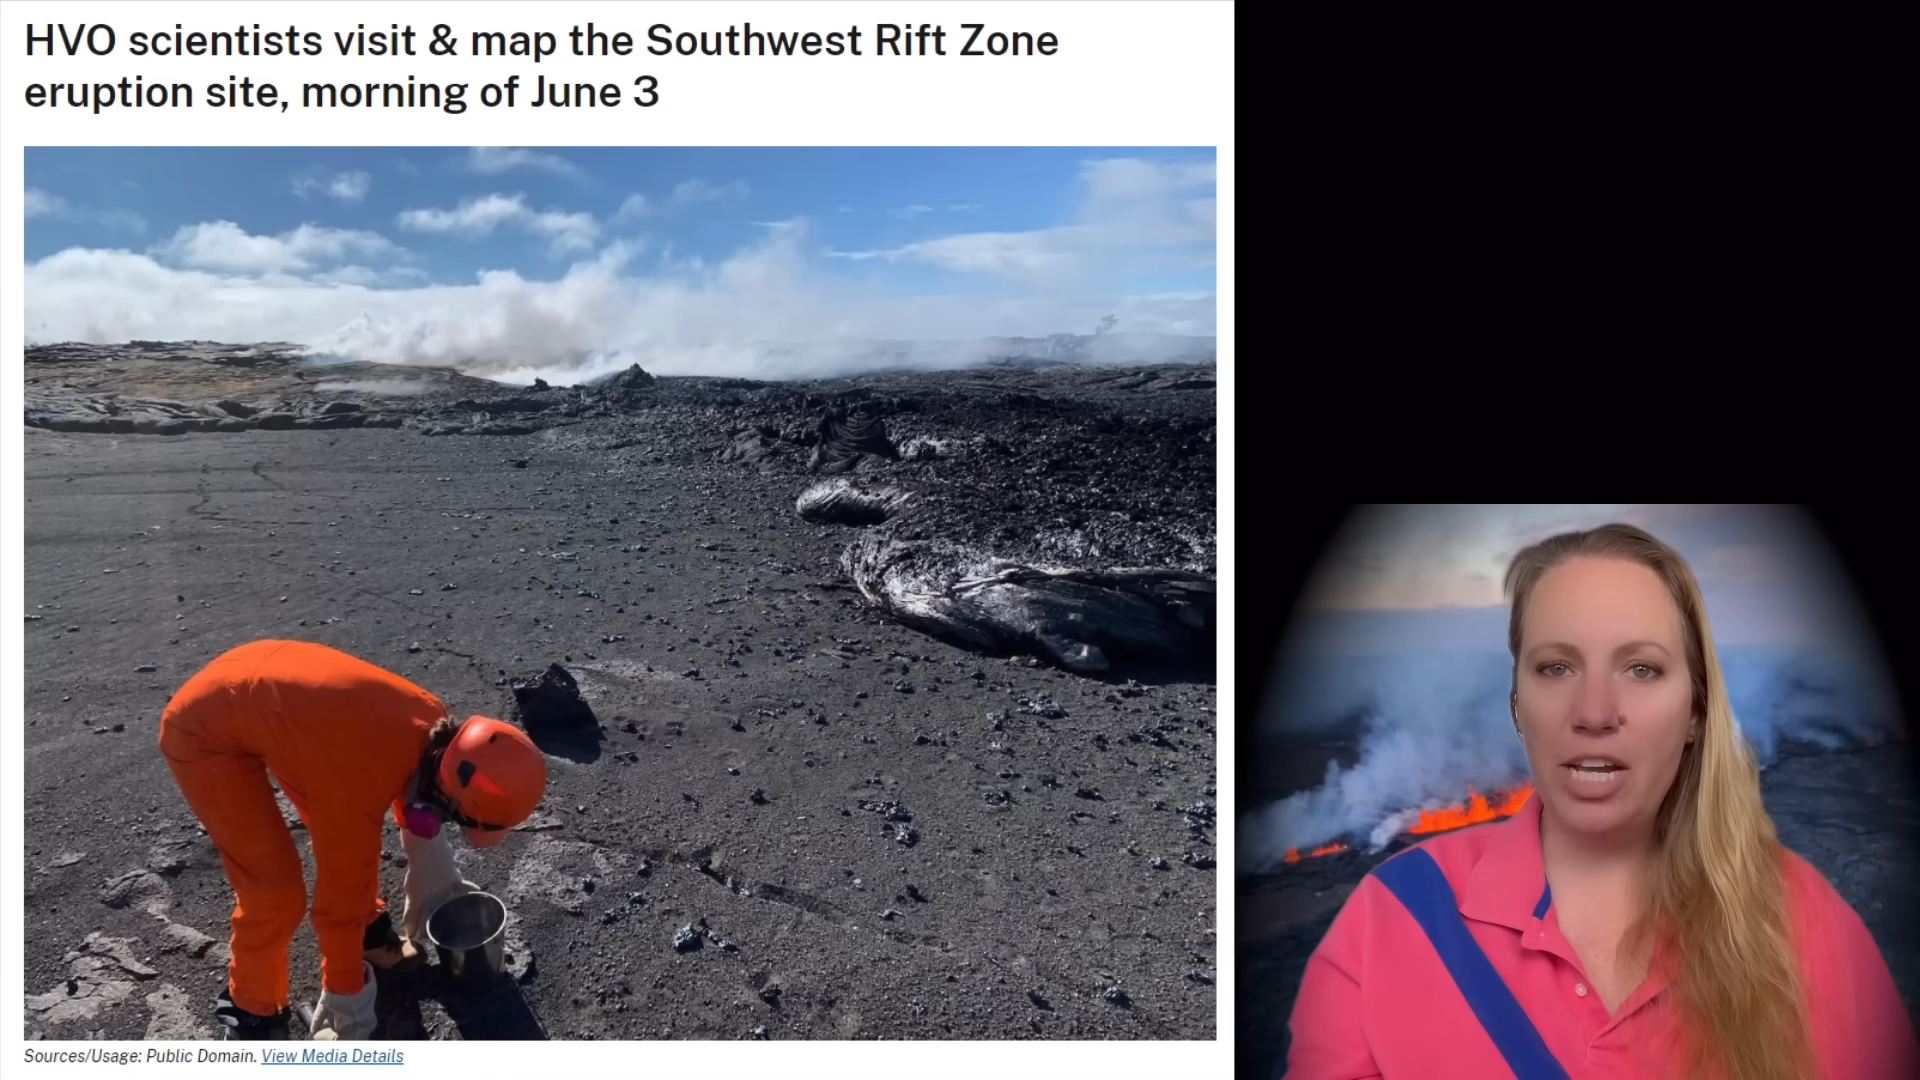 HVO scientists visit & map the Southwest Rift Zone
eruption site, morning of June 3
Sources/Usage: Public Domain. View Media Details